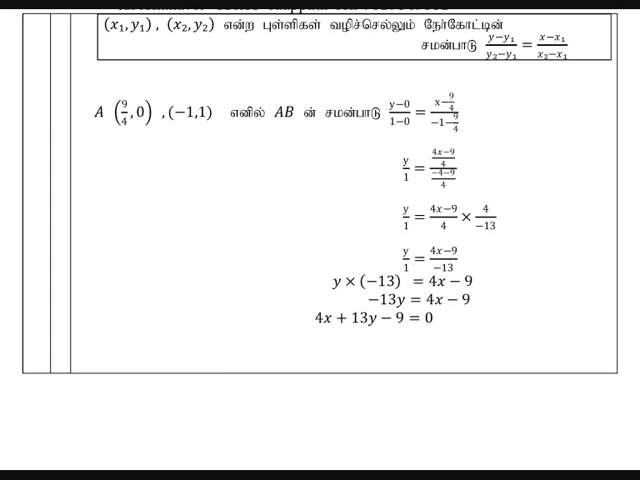 (x₁, y₁) , (x₂, y₂) என்ற புள்ளிகள் வழிச்செல்லும் நேர்கோட்டின்
சமன்பாடு (y−y₁)/(y₂−y₁) = (x−x₁)/(x₂−x₁)
A (9/4, 0) , (−1,1) எனில் AB ன் சமன்பாடு (y−0)/(1−0) = (x−9/4)/(−1−9/4)
y/1 = ((4x−9)/4)/((−4−9)/4)
y/1 = (4x−9)/4 × 4/(−13)
y/1 = (4x−9)/(−13)
y × (−13) = 4x − 9
−13y = 4x − 9
4x + 13y − 9 = 0